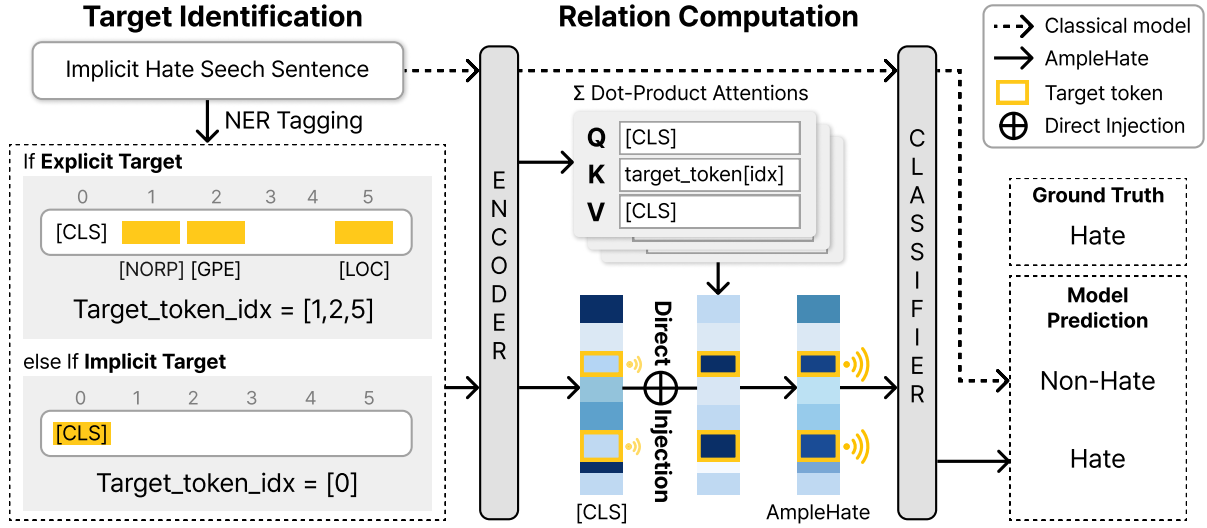 Target Identification
Implicit Hate Seech Sentence
NER Tagging
If Explicit Target
0 1 2 3 4 5
[CLS]
[NORP] [GPE] [LOC]
Target_token_idx = [1,2,5]
else If Implicit Target
0 1 2 3 4 5
[CLS]
Target_token_idx = [0]
ENCODER
Relation Computation
Σ Dot-Product Attentions
Q [CLS]
K target_token[idx]
V [CLS]
Direct
Injection
[CLS]
AmpleHate
CLASSIFIER
Classical model
AmpleHate
Target token
Direct Injection
Ground Truth
Hate
Model
Prediction
Non-Hate
Hate